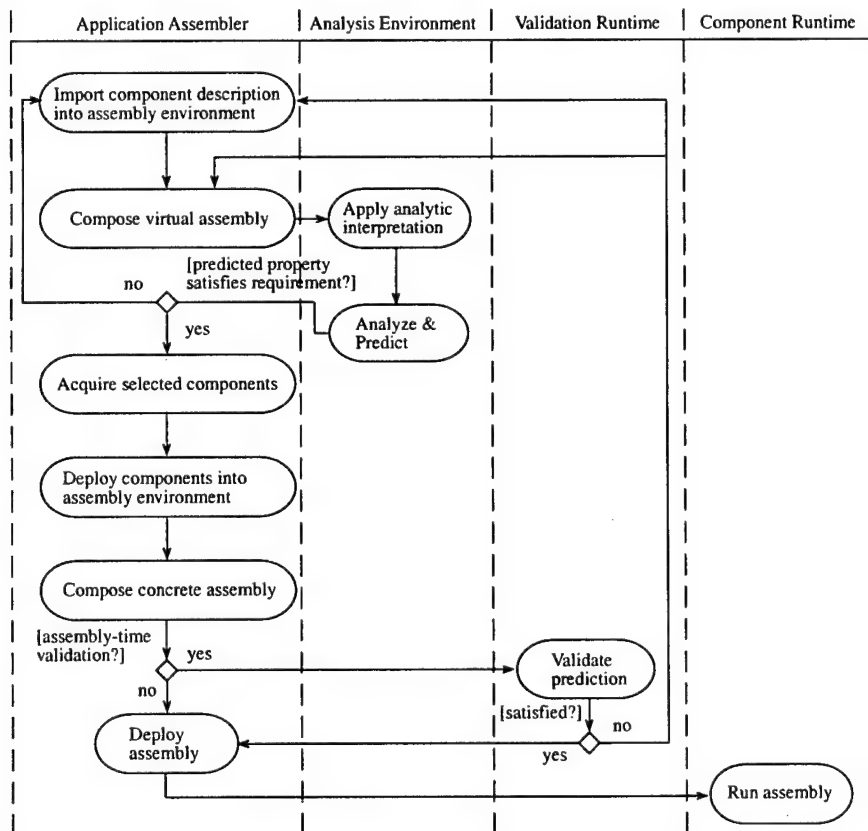 Application Assembler
Analysis Environment
Validation Runtime
Component Runtime
Import component description
into assembly environment
Compose virtual assembly
Apply analytic
interpretation
[predicted property
satisfies requirement?]
no
yes
Analyze &
Predict
Acquire selected components
Deploy components into
assembly environment
Compose concrete assembly
[assembly-time
validation?]
yes
no
Validate
prediction
[satisfied?]
no
yes
Deploy
assembly
Run assembly